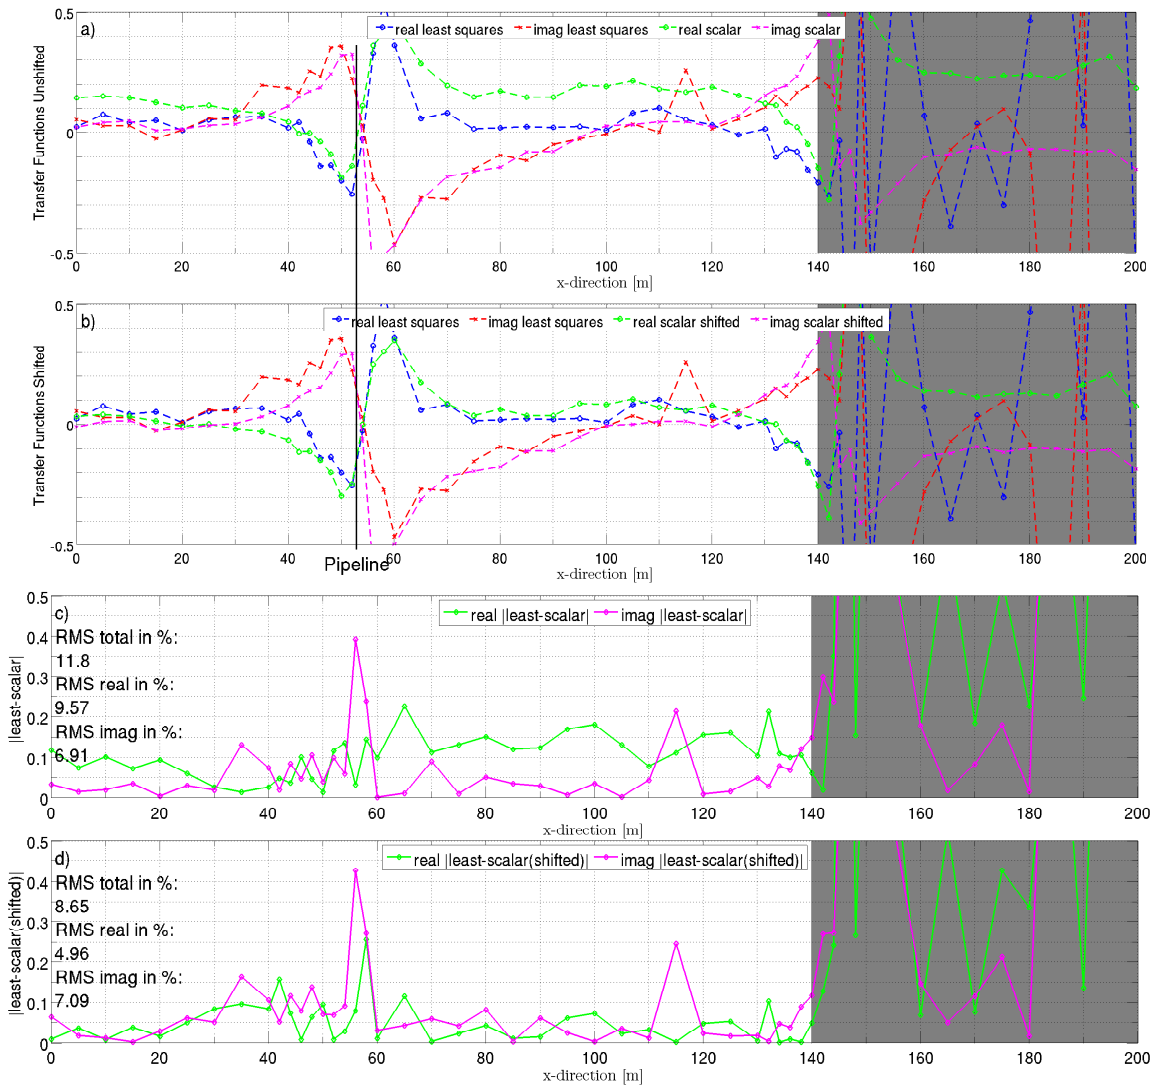 a)
real least squares imag least squares real scalar imag scalar
Transfer Functions Unshifted
0.5
0
-0.5
0 20 40 60 80 100 120 140 160 180 200
x-direction [m]
b)
real least squares imag least squares real scalar shifted imag scalar shifted
Transfer Functions Shifted
0.5
0
-0.5
0 20 40 60 80 100 120 140 160 180 200
Pipeline
x-direction [m]
c)
real |least-scalar| imag |least-scalar|
RMS total in %:
11.8
RMS real in %:
9.57
RMS imag in %:
6.91
|least-scalar|
0.5
0.4
0.3
0.2
0.1
0
0 20 40 60 80 100 120 140 160 180 200
x-direction [m]
d)
real |least-scalar(shifted)| imag |least-scalar(shifted)|
RMS total in %:
8.65
RMS real in %:
4.96
RMS imag in %:
7.09
|least-scalar(shifted)|
0.5
0.4
0.3
0.2
0.1
0
0 20 40 60 80 100 120 140 160 180 200
x-direction [m]